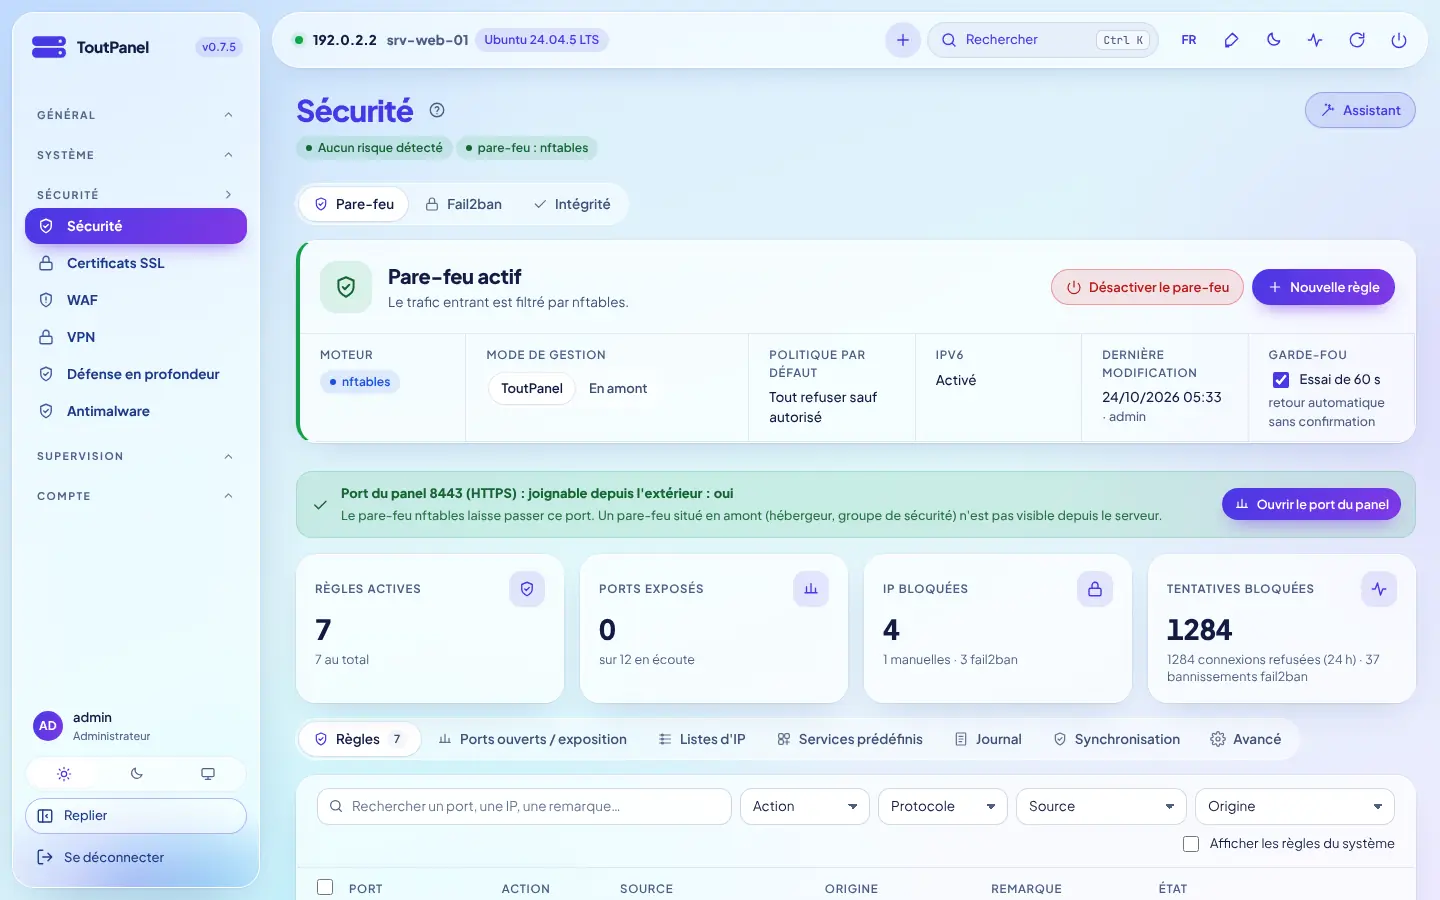 ToutPanel
v0.7.5
GÉNÉRAL
SYSTÈME
SÉCURITÉ
Sécurité
Certificats SSL
WAF
VPN
Défense en profondeur
Antimalware
SUPERVISION
COMPTE
AD
admin
Administrateur
Replier
Se déconnecter
192.0.2.2 srv-web-01 Ubuntu 24.04.5 LTS
Rechercher Ctrl K
FR
Sécurité
Assistant
Aucun risque détecté
pare-feu : nftables
Pare-feu Fail2ban Intégrité
Pare-feu actif
Le trafic entrant est filtré par nftables.
Désactiver le pare-feu
Nouvelle règle
MOTEUR
nftables
MODE DE GESTION
ToutPanel En amont
POLITIQUE PAR
DÉFAUT
Tout refuser sauf
autorisé
IPV6
Activé
DERNIÈRE
MODIFICATION
24/10/2026 05:33
· admin
GARDE-FOU
Essai de 60 s
retour automatique
sans confirmation
Port du panel 8443 (HTTPS) : joignable depuis l'extérieur : oui
Le pare-feu nftables laisse passer ce port. Un pare-feu situé en amont (hébergeur, groupe de sécurité) n'est pas visible depuis le serveur.
Ouvrir le port du panel
RÈGLES ACTIVES
7
7 au total
PORTS EXPOSÉS
0
sur 12 en écoute
IP BLOQUÉES
4
1 manuelles · 3 fail2ban
TENTATIVES BLOQUÉES
1284
1284 connexions refusées (24 h) · 37
bannissements fail2ban
Règles 7 Ports ouverts / exposition Listes d'IP Services prédéfinis Journal Synchronisation Avancé
Rechercher un port, une IP, une remarque…
Action
Protocole
Source
Origine
Afficher les règles du système
PORT ACTION SOURCE ORIGINE REMARQUE ÉTAT